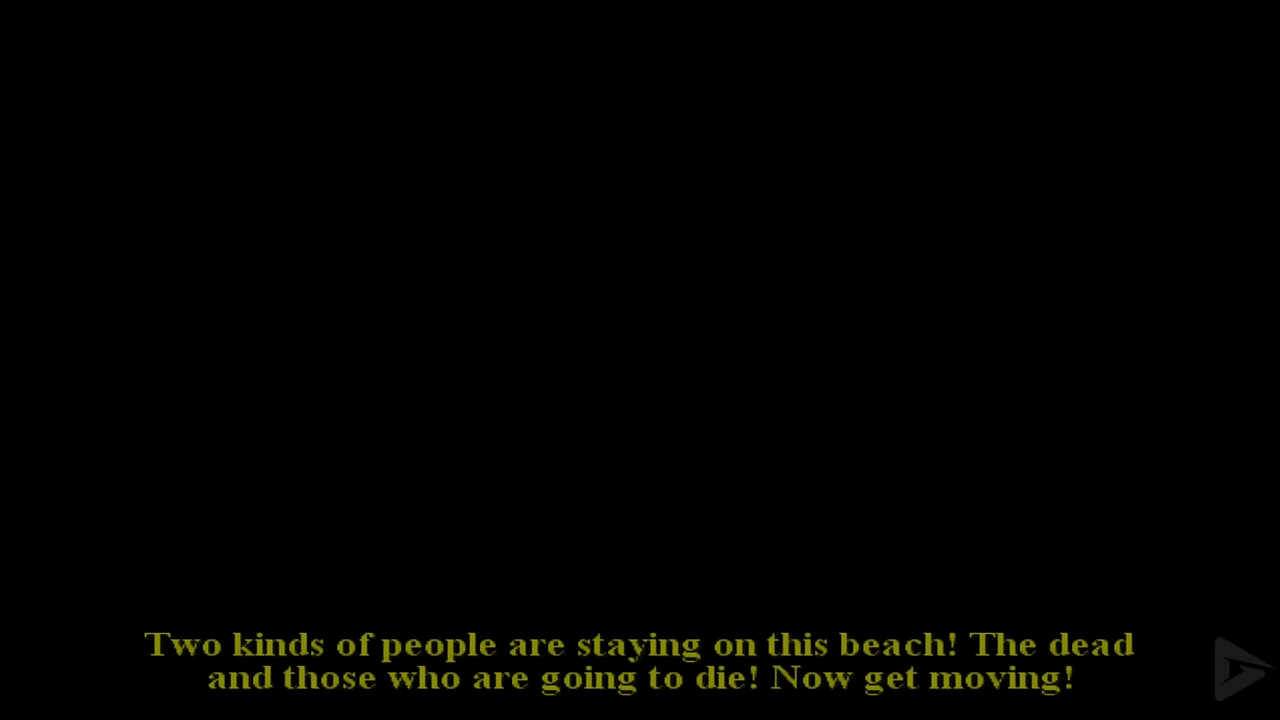 Two kinds of people are staying on this beach! The dead
and those who are going to die! Now get moving!